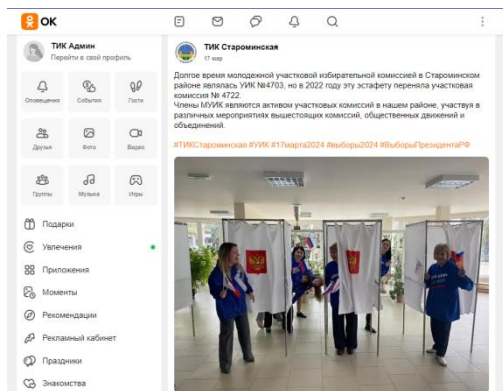 ОК
ТИК Админ
Перейти в свой профиль
Оповещения
События
Гости
Друзья
Фото
Видео
Группы
Музыка
Игры
Подарки
Увлечения
Приложения
Моменты
Рекомендации
Рекламный кабинет
Праздники
Знакомства
ТИК Староминская
17 мар
Долгое время молодежной участковой избирательной комиссией в Староминском
районе являлась УИК №4703, но в 2022 году эту эстафету переняла участковая
комиссия № 4722.
Члены МУИК являются активом участковых комиссий в нашем районе, участвуя в
различных мероприятиях вышестоящих комиссий, общественных движений и
объединений.
#ТИКСтароминская #УИК #17марта2024 #выборы2024 #ВыборыПрезидентаРФ